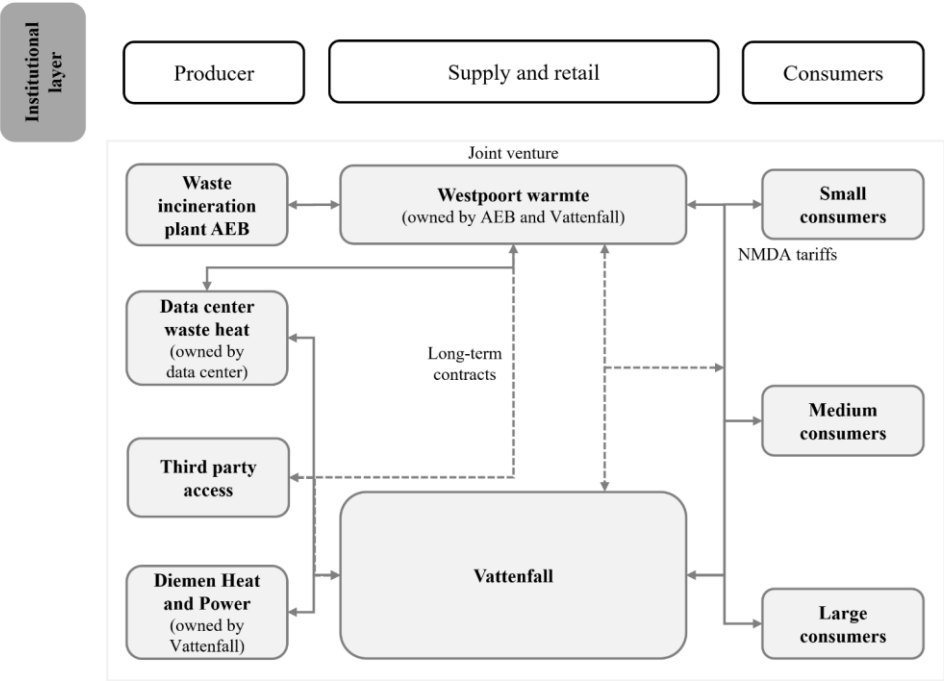 Institutional
layer
Producer
Supply and retail
Consumers
Joint venture
Waste
incineration
plant AEB
Westpoort warmte
(owned by AEB and Vattenfall)
Small
consumers
NMDA tariffs
Data center
waste heat
(owned by
data center)
Long-term
contracts
Medium
consumers
Third party
access
Vattenfall
Diemen Heat
and Power
(owned by
Vattenfall)
Large
consumers